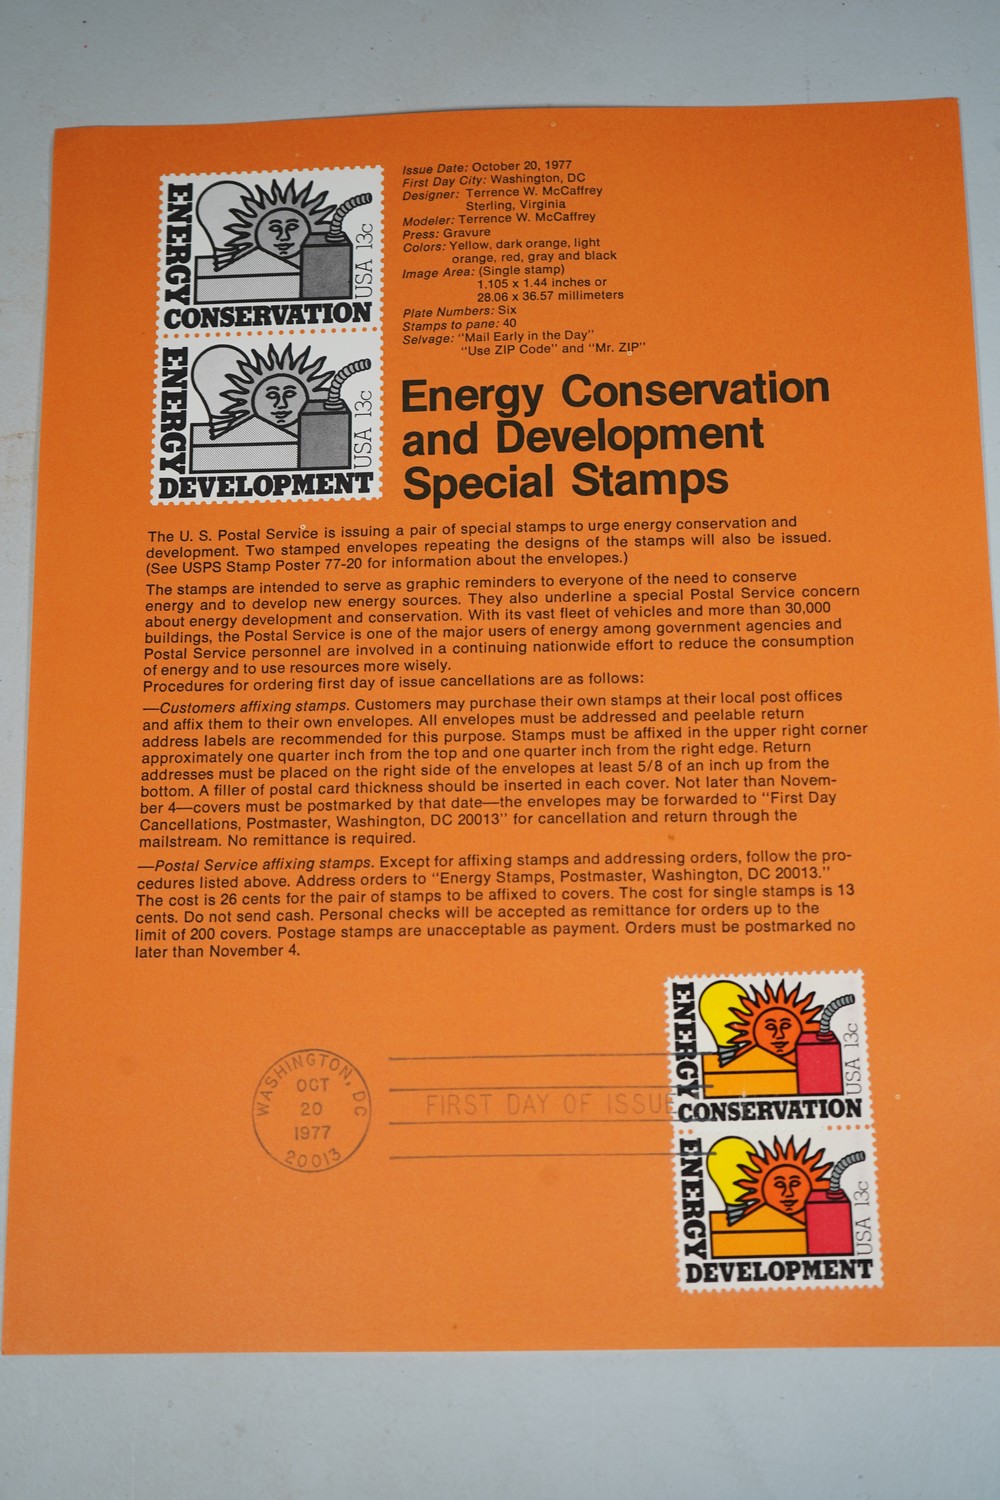 ENERGY
CONSERVATION
USA 13c
ENERGY
DEVELOPMENT
USA 13c
Issue Date: October 20, 1977
First Day City: Washington, DC
Designer: Terrence W. McCaffrey
Sterling, Virginia
Modeler: Terrence W. McCaffrey
Press: Gravure
Colors: Yellow, dark orange, light
orange, red, gray and black
Image Area: (Single stamp)
1.105 x 1.44 inches or
28.06 x 36.57 millimeters
Plate Numbers: Six
Stamps to pane: 40
Selvage: "Mail Early in the Day"
"Use ZIP Code" and "Mr. ZIP"
Energy Conservation
and Development
Special Stamps
The U. S. Postal Service is issuing a pair of special stamps to urge energy conservation and
development. Two stamped envelopes repeating the designs of the stamps will also be issued.
(See USPS Stamp Poster 77-20 for information about the envelopes.)
The stamps are intended to serve as graphic reminders to everyone of the need to conserve
energy and to develop new energy sources. They also underline a special Postal Service concern
about energy development and conservation. With its vast fleet of vehicles and more than 30,000
buildings, the Postal Service is one of the major users of energy among government agencies and
Postal Service personnel are involved in a continuing nationwide effort to reduce the consumption
of energy and to use resources more wisely.
Procedures for ordering first day of issue cancellations are as follows:
—Customers affixing stamps. Customers may purchase their own stamps at their local post offices
and affix them to their own envelopes. All envelopes must be addressed and peelable return
address labels are recommended for this purpose. Stamps must be affixed in the upper right corner
approximately one quarter inch from the top and one quarter inch from the right edge. Return
addresses must be placed on the right side of the envelopes at least 5/8 of an inch up from the
bottom. A filler of postal card thickness should be inserted in each cover. Not later than Novem-
ber 4—covers must be postmarked by that date—the envelopes may be forwarded to "First Day
Cancellations, Postmaster, Washington, DC 20013" for cancellation and return through the
mailstream. No remittance is required.
—Postal Service affixing stamps. Except for affixing stamps and addressing orders, follow the pro-
cedures listed above. Address orders to "Energy Stamps, Postmaster, Washington, DC 20013."
The cost is 26 cents for the pair of stamps to be affixed to covers. The cost for single stamps is 13
cents. Do not send cash. Personal checks will be accepted as remittance for orders up to the
limit of 200 covers. Postage stamps are unacceptable as payment. Orders must be postmarked no
later than November 4.
WASHINGTON, DC
OCT
20
1977
20013
FIRST DAY OF ISSUE
ENERGY
CONSERVATION
USA 13c
ENERGY
DEVELOPMENT
USA 13c